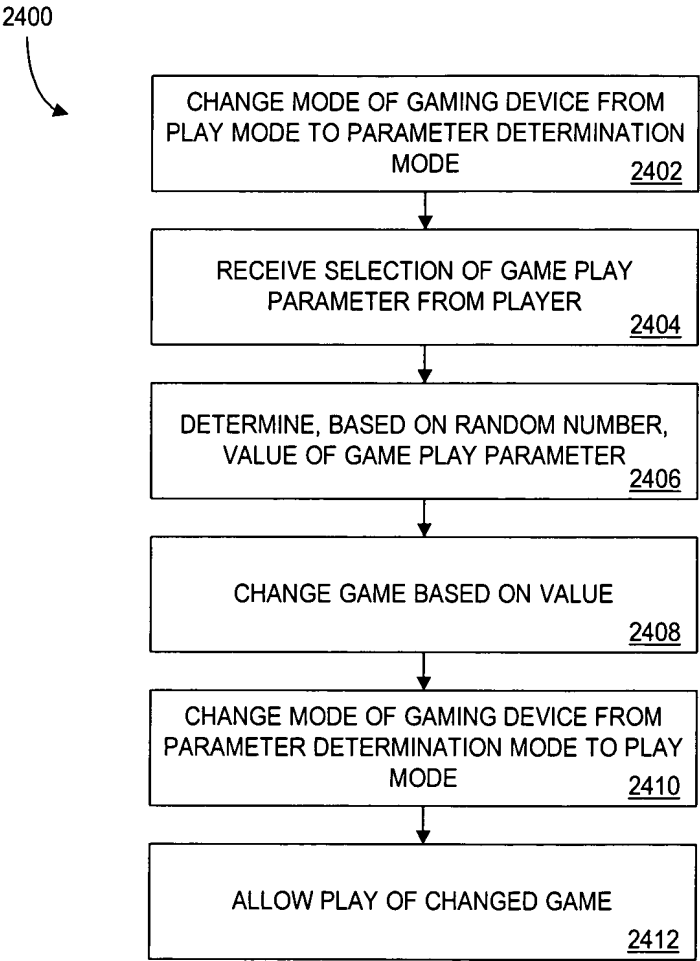 2400
CHANGE MODE OF GAMING DEVICE FROM
PLAY MODE TO PARAMETER DETERMINATION
MODE
2402
RECEIVE SELECTION OF GAME PLAY
PARAMETER FROM PLAYER
2404
DETERMINE, BASED ON RANDOM NUMBER,
VALUE OF GAME PLAY PARAMETER
2406
CHANGE GAME BASED ON VALUE
2408
CHANGE MODE OF GAMING DEVICE FROM
PARAMETER DETERMINATION MODE TO PLAY
MODE
2410
ALLOW PLAY OF CHANGED GAME
2412